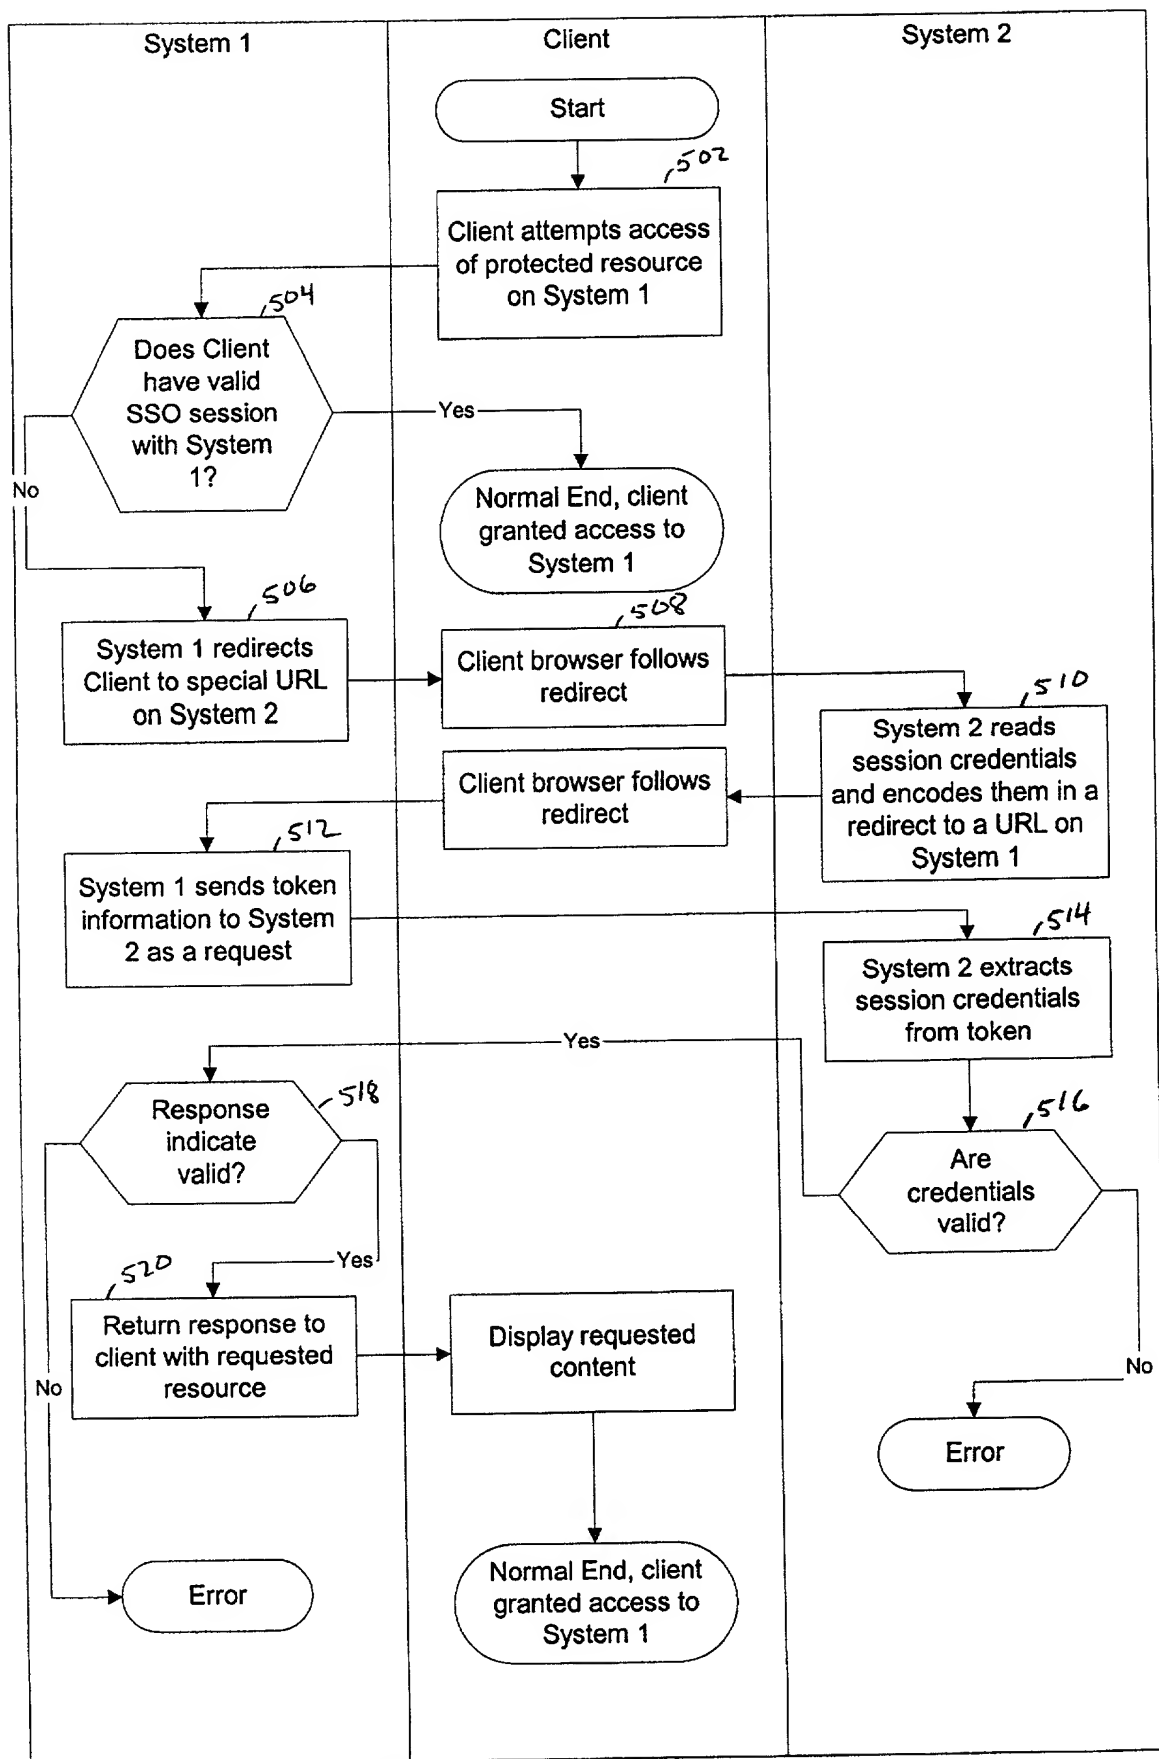 System 1
Client
System 2
Start
502
Client attempts access
of protected resource
on System 1
504
Does Client
have valid
SSO session
with System
1?
Yes
No
Normal End, client
granted access to
System 1
506
System 1 redirects
Client to special URL
on System 2
508
Client browser follows
redirect
510
System 2 reads
session credentials
and encodes them in a
redirect to a URL on
System 1
Client browser follows
redirect
512
System 1 sends token
information to System
2 as a request
514
System 2 extracts
session credentials
from token
Yes
518
Response
indicate
valid?
516
Are
credentials
valid?
Yes
520
Return response to
client with requested
resource
No
Display requested
content
No
Error
Normal End, client
granted access to
System 1
Error